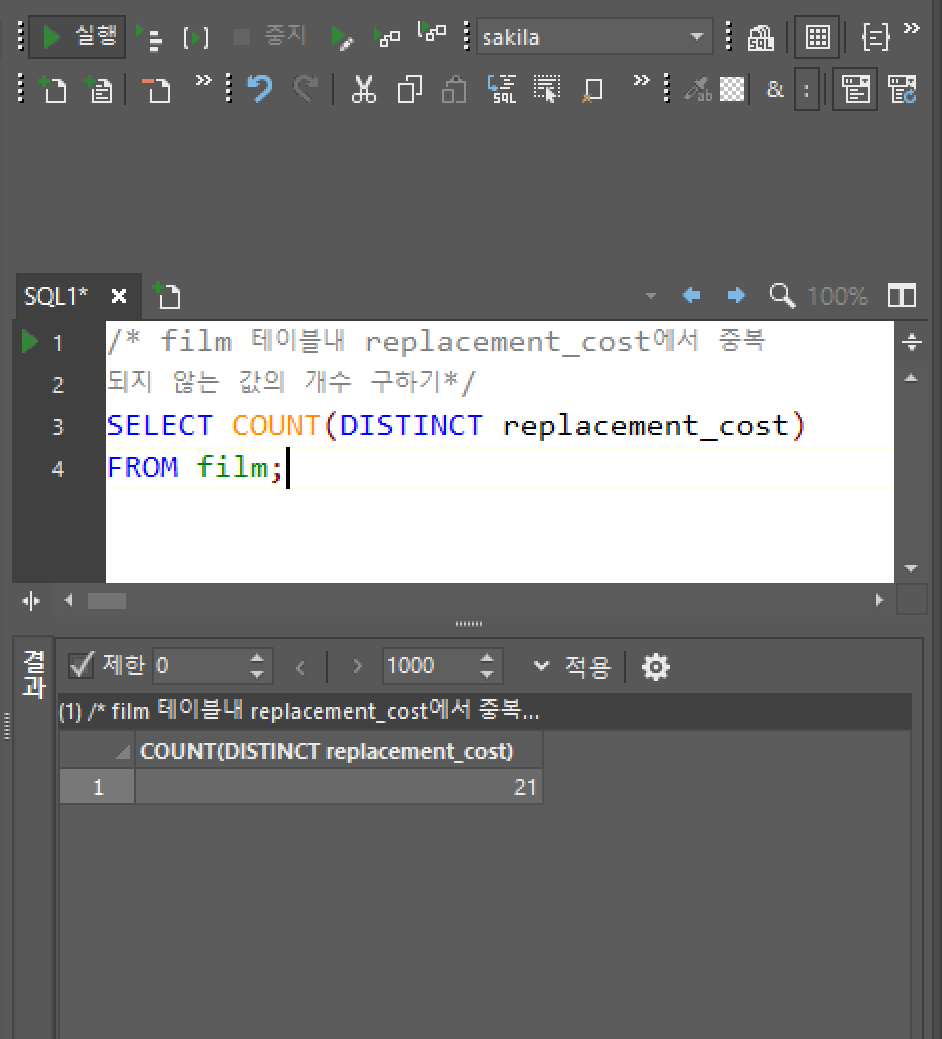 실행 중지 sakila
ab & :
SQL1* 100%
1 /* film 테이블내 replacement_cost에서 중복
2 되지 않는 값의 개수 구하기*/
3 SELECT COUNT(DISTINCT replacement_cost)
4 FROM film;
결과
제한 0 1000 적용
(1) /* film 테이블내 replacement_cost에서 중복...
COUNT(DISTINCT replacement_cost)
1 21